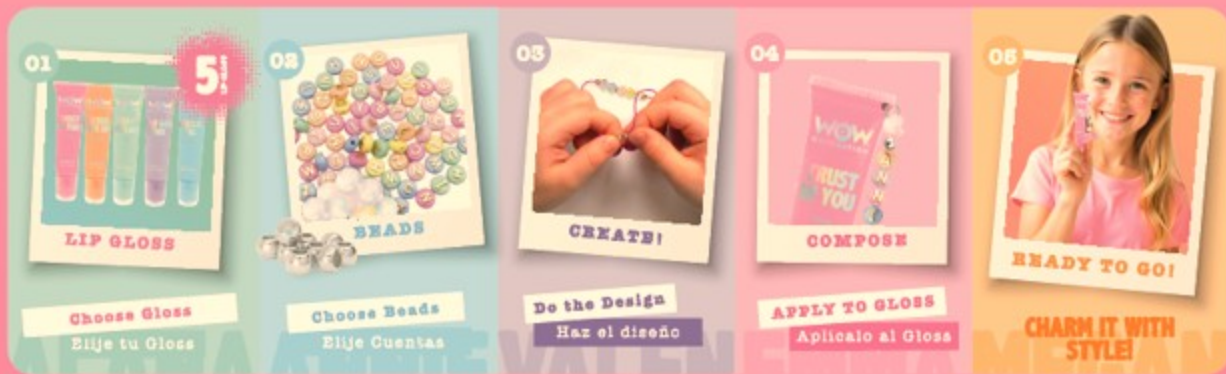 01
5
LIP GLOSS
Choose Gloss
Elije tu Gloss
02
BEADS
Choose Beads
Elije Cuentas
03
CREATE!
Do the Design
Haz el diseño
04
WOW
TRUST
IN YOU
COMPOSE
APPLY TO GLOSS
Aplicalo al Gloss
05
READY TO GO!
CHARM IT WITH
STYLE!